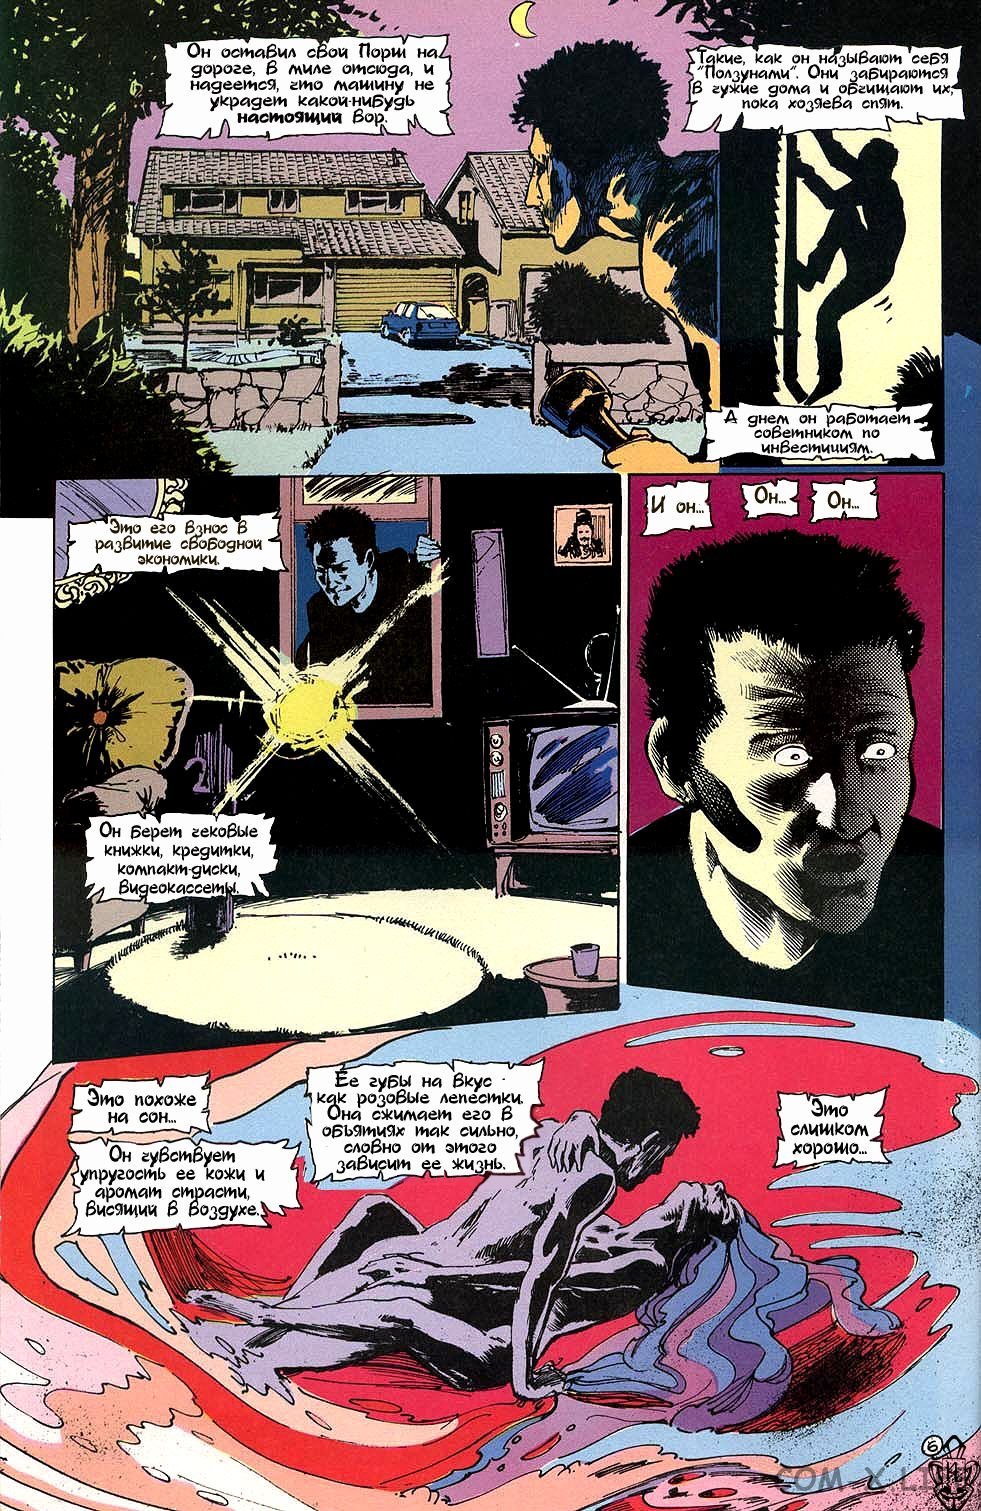 Он оставил свой Порш на
дороге, в миле отсюда, и
надеется, что машину не
украдет какой-нибудь
настоящий вор.
Такие, как он называют себя
"Ползунами". Они забираются
в чужие дома и обчищают их,
пока хозяева спят.
А днем он работает
советником по
инвестициям.
Это его взнос в
развитие свободной
экономики.
Он берет чековые
книжки, кредитки,
компакт-диски,
видеокассеты.
И он...
Он...
Он...
Это похоже
на сон...
Он чувствует
упругость ее кожи и
аромат страсти,
висящий в воздухе.
Ее губы на вкус -
как розовые лепестки.
Она сжимает его в
объятиях так сильно,
словно от этого
зависит ее жизнь.
Это
слишком
хорошо...
6